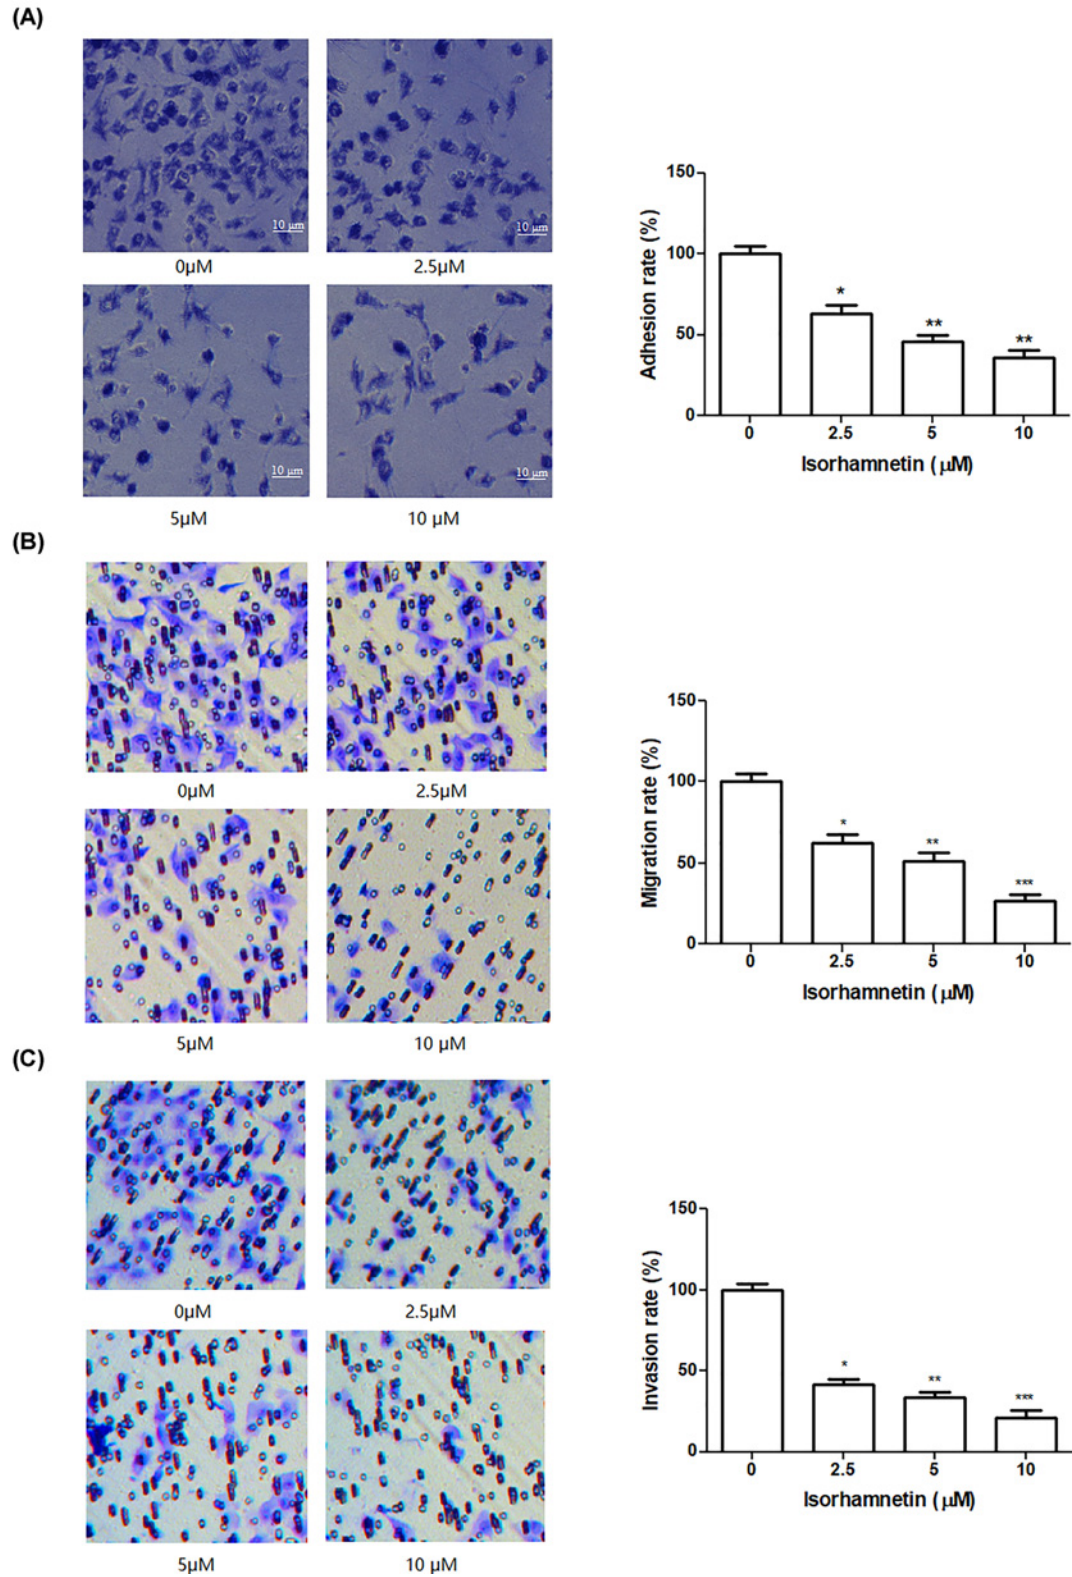 (A)
10 µm
10 µm
0µM
2.5µM
10 µm
10 µm
5µM
10 µM
150
100
50
0
Adhesion rate (%)
*
**
**
0 2.5 5 10
Isorhamnetin (µM)
(B)
0µM
2.5µM
5µM
10 µM
150
100
50
0
Migration rate (%)
*
**
***
0 2.5 5 10
Isorhamnetin (µM)
(C)
0µM
2.5µM
5µM
10 µM
150
100
50
0
Invasion rate (%)
*
**
***
0 2.5 5 10
Isorhamnetin (µM)